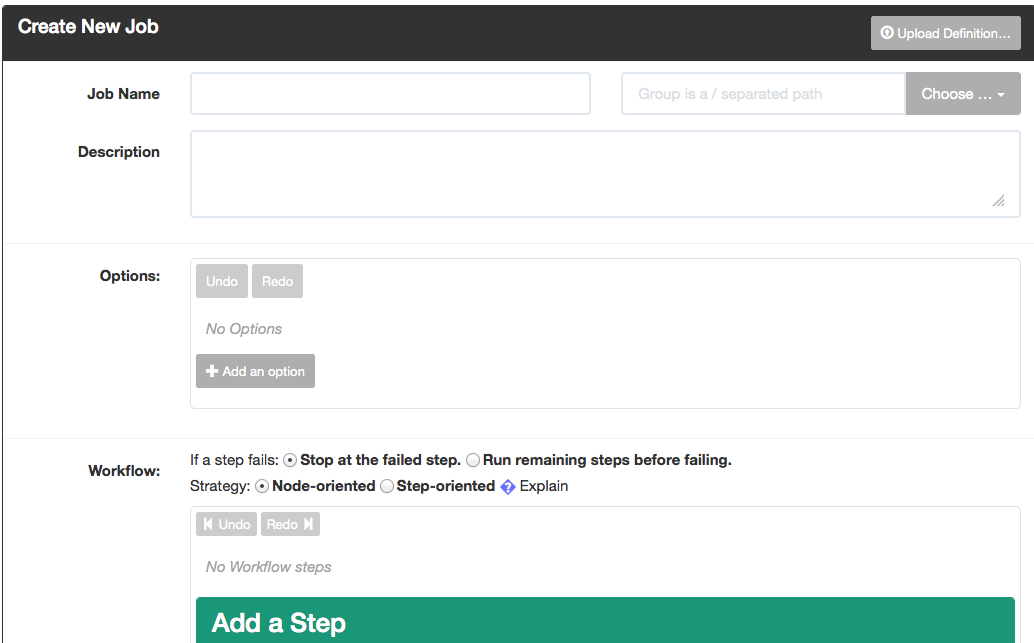 Create New Job
Upload Definition...
Job Name
Group is a / separated path
Choose ...
Description
Options:
Undo Redo
No Options
Add an option
Workflow:
If a step fails: Stop at the failed step. Run remaining steps before failing.
Strategy: Node-oriented Step-oriented ? Explain
Undo Redo
No Workflow steps
Add a Step